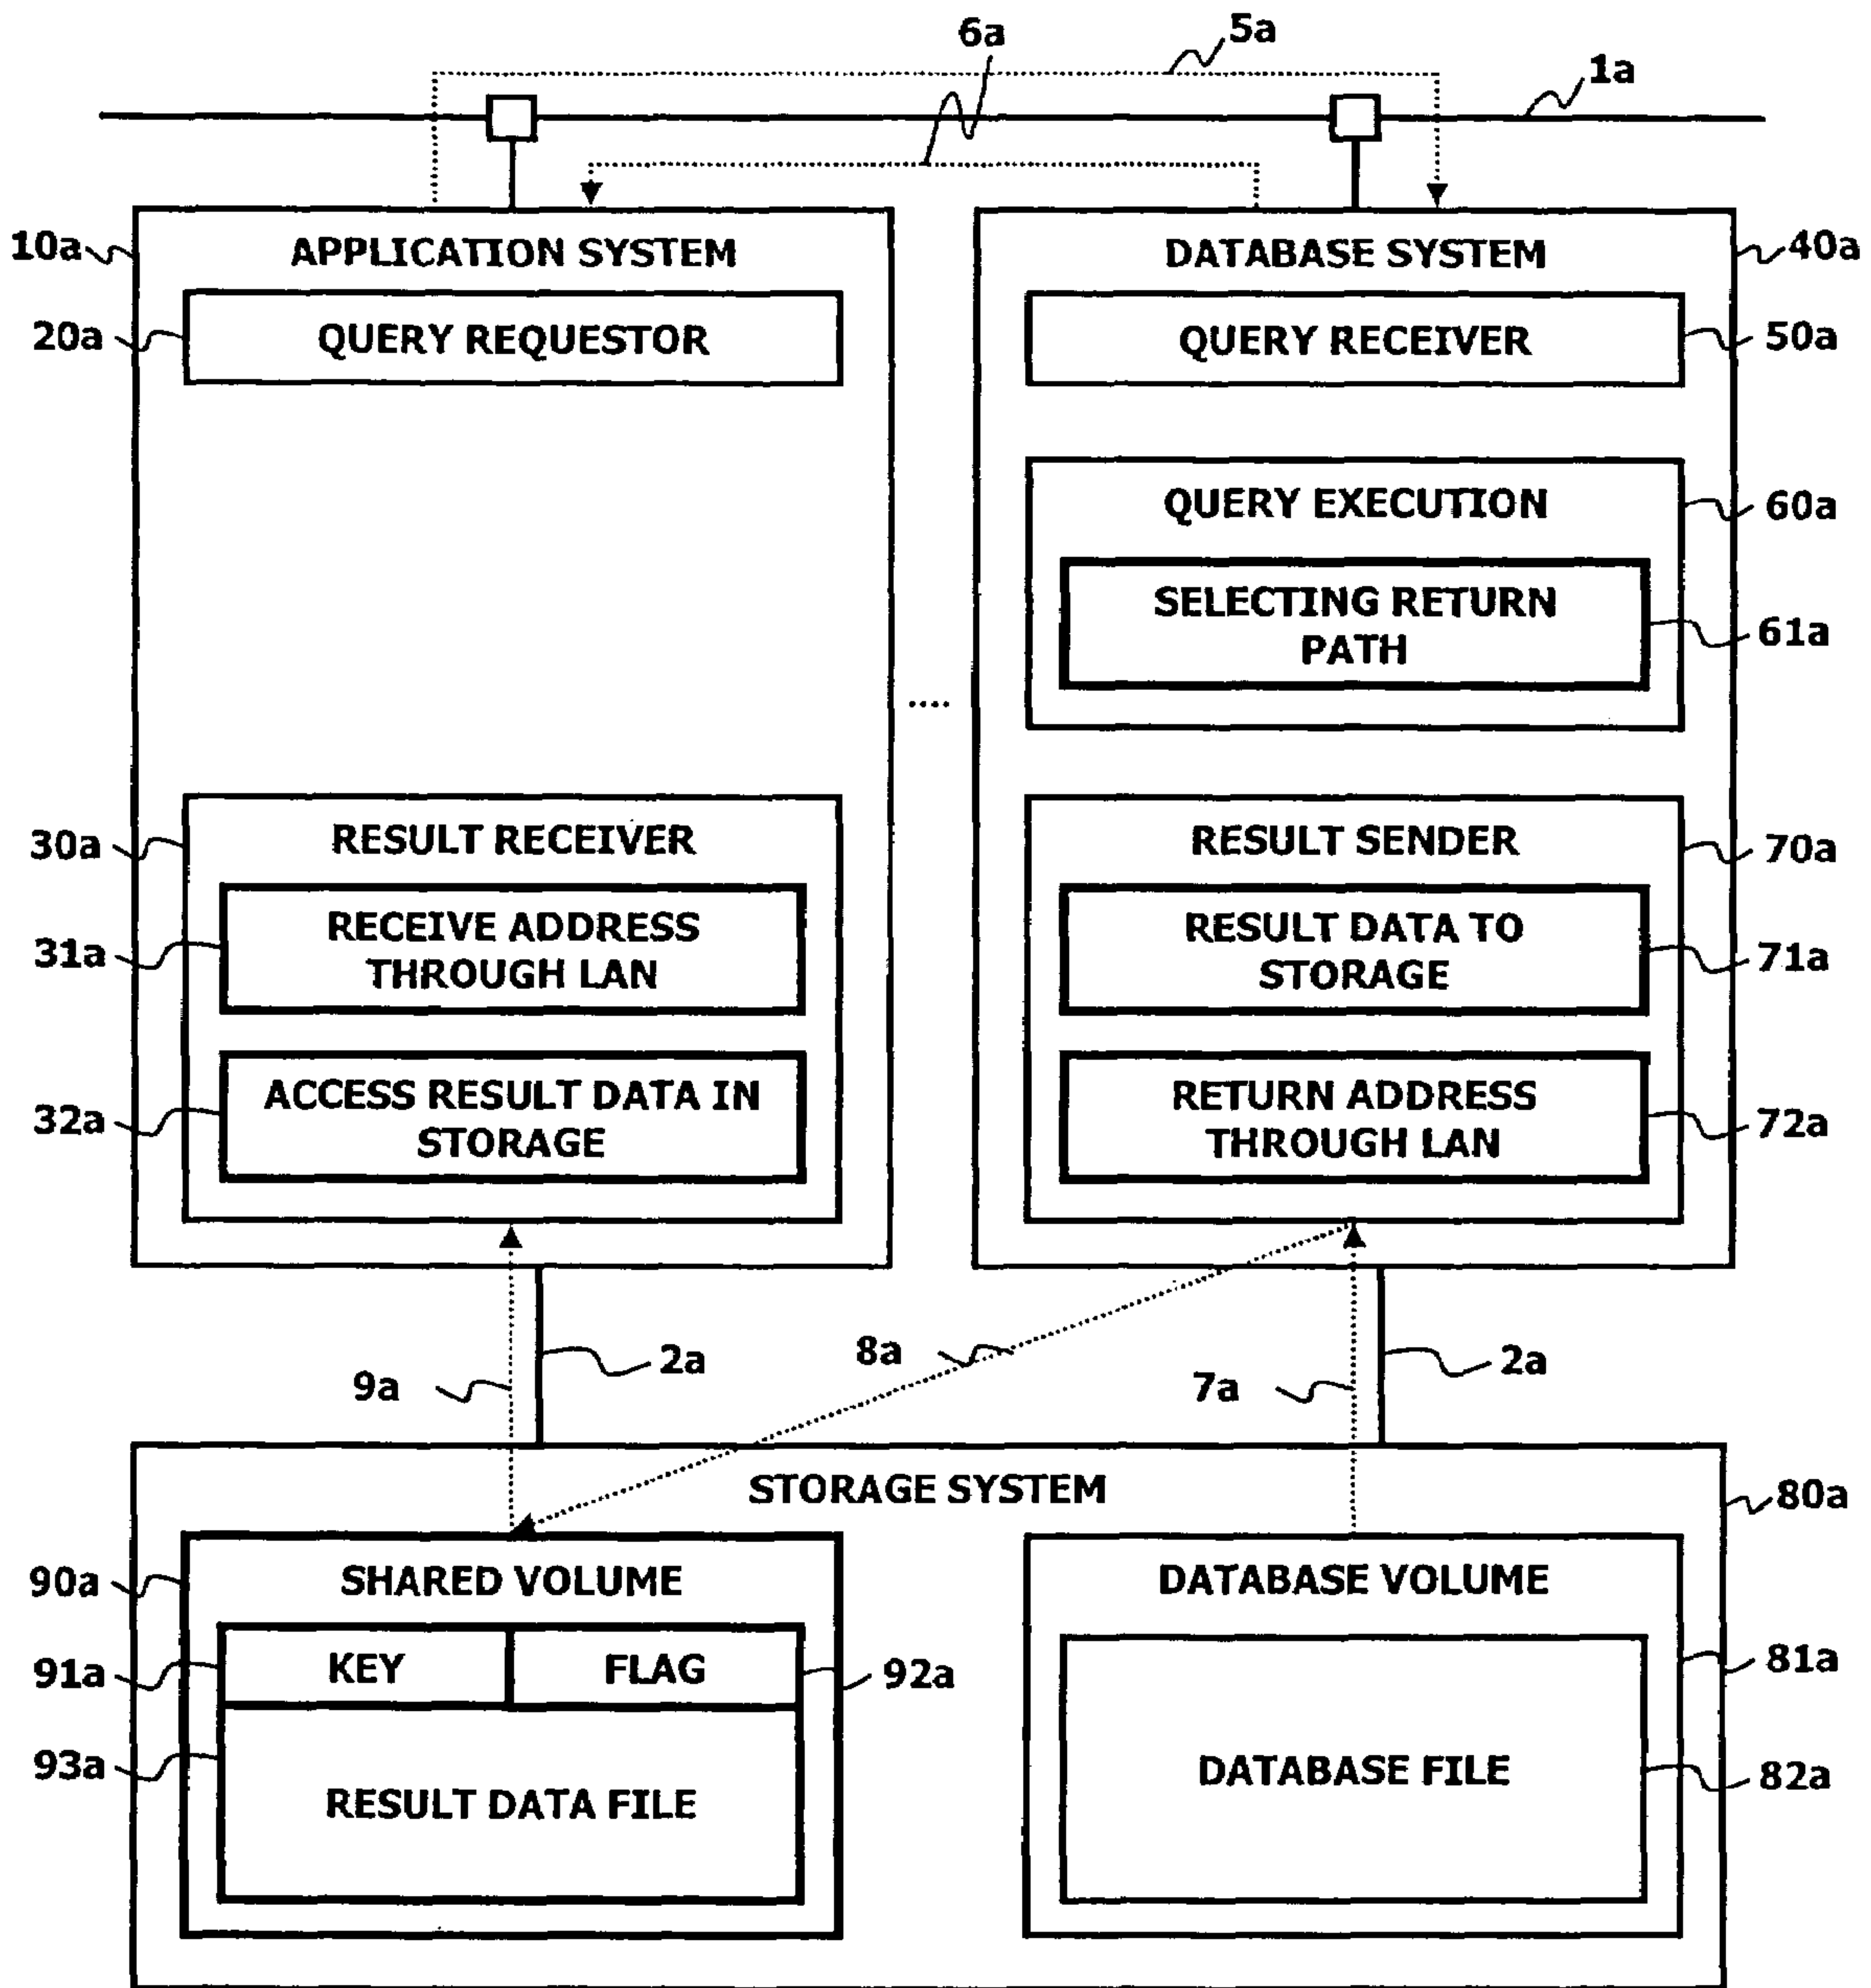 6a
5a
1a
10a
APPLICATION SYSTEM
DATABASE SYSTEM
40a
20a
QUERY REQUESTOR
QUERY RECEIVER
50a
QUERY EXECUTION
60a
SELECTING RETURN
PATH
61a
30a
RESULT RECEIVER
RESULT SENDER
70a
31a
RECEIVE ADDRESS
THROUGH LAN
RESULT DATA TO
STORAGE
71a
32a
ACCESS RESULT DATA IN
STORAGE
RETURN ADDRESS
THROUGH LAN
72a
9a
2a
8a
7a
2a
STORAGE SYSTEM
80a
90a
SHARED VOLUME
DATABASE VOLUME
91a
KEY
FLAG
92a
81a
93a
RESULT DATA FILE
DATABASE FILE
82a